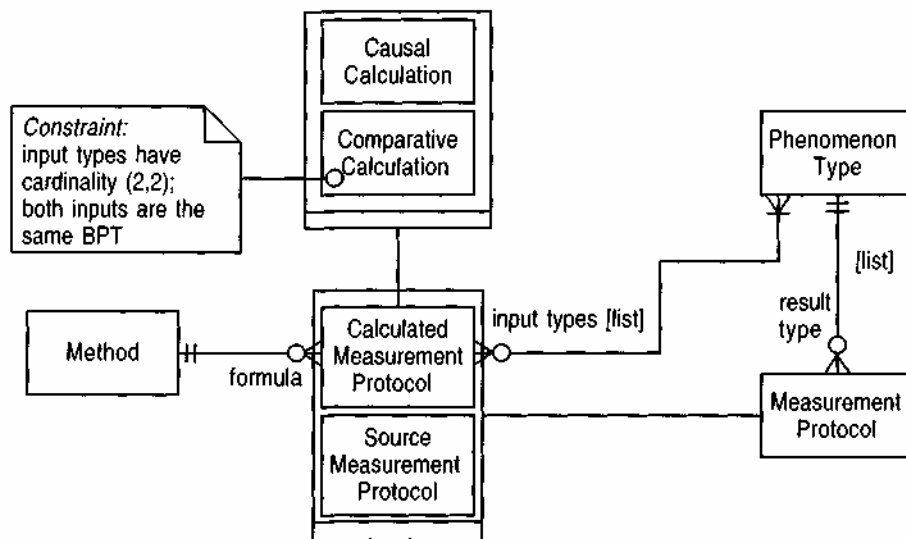 Causal
Calculation
Comparative
Calculation
Constraint:
input types have
cardinality (2,2);
both inputs are the
same BPT
Phenomenon
Type
[list]
result
type
input types [list]
Method
formula
Calculated
Measurement
Protocol
Source
Measurement
Protocol
Measurement
Protocol